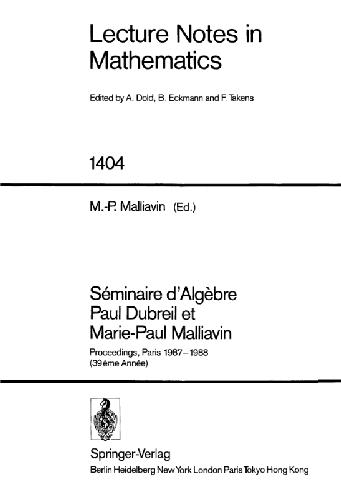 Lecture Notes in
Mathematics
Edited by A. Dold, B. Eckmann and F. Takens
1404
M.-P. Malliavin (Ed.)
Séminaire d'Algèbre
Paul Dubreil et
Marie-Paul Malliavin
Proceedings, Paris 1987–1988
(39ème Année)
Springer-Verlag
Berlin Heidelberg New York London Paris Tokyo Hong Kong